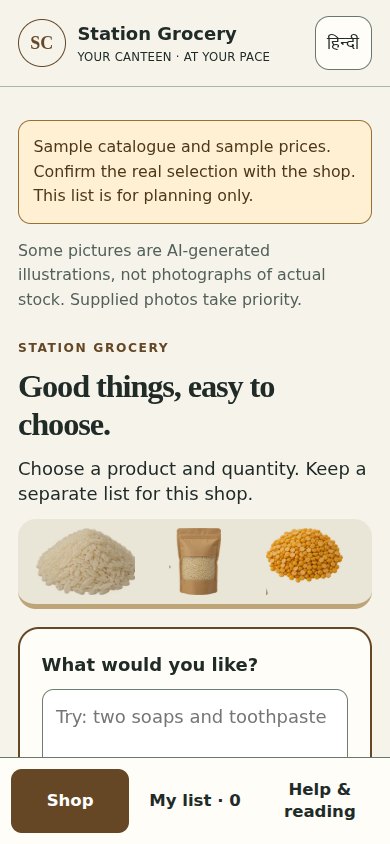 SC
Station Grocery
YOUR CANTEEN · AT YOUR PACE
हिन्दी
Sample catalogue and sample prices.
Confirm the real selection with the shop.
This list is for planning only.
Some pictures are AI-generated
illustrations, not photographs of actual
stock. Supplied photos take priority.
STATION GROCERY
Good things, easy to
choose.
Choose a product and quantity. Keep a
separate list for this shop.
What would you like?
Try: two soaps and toothpaste
Shop
My list · 0
Help &
reading